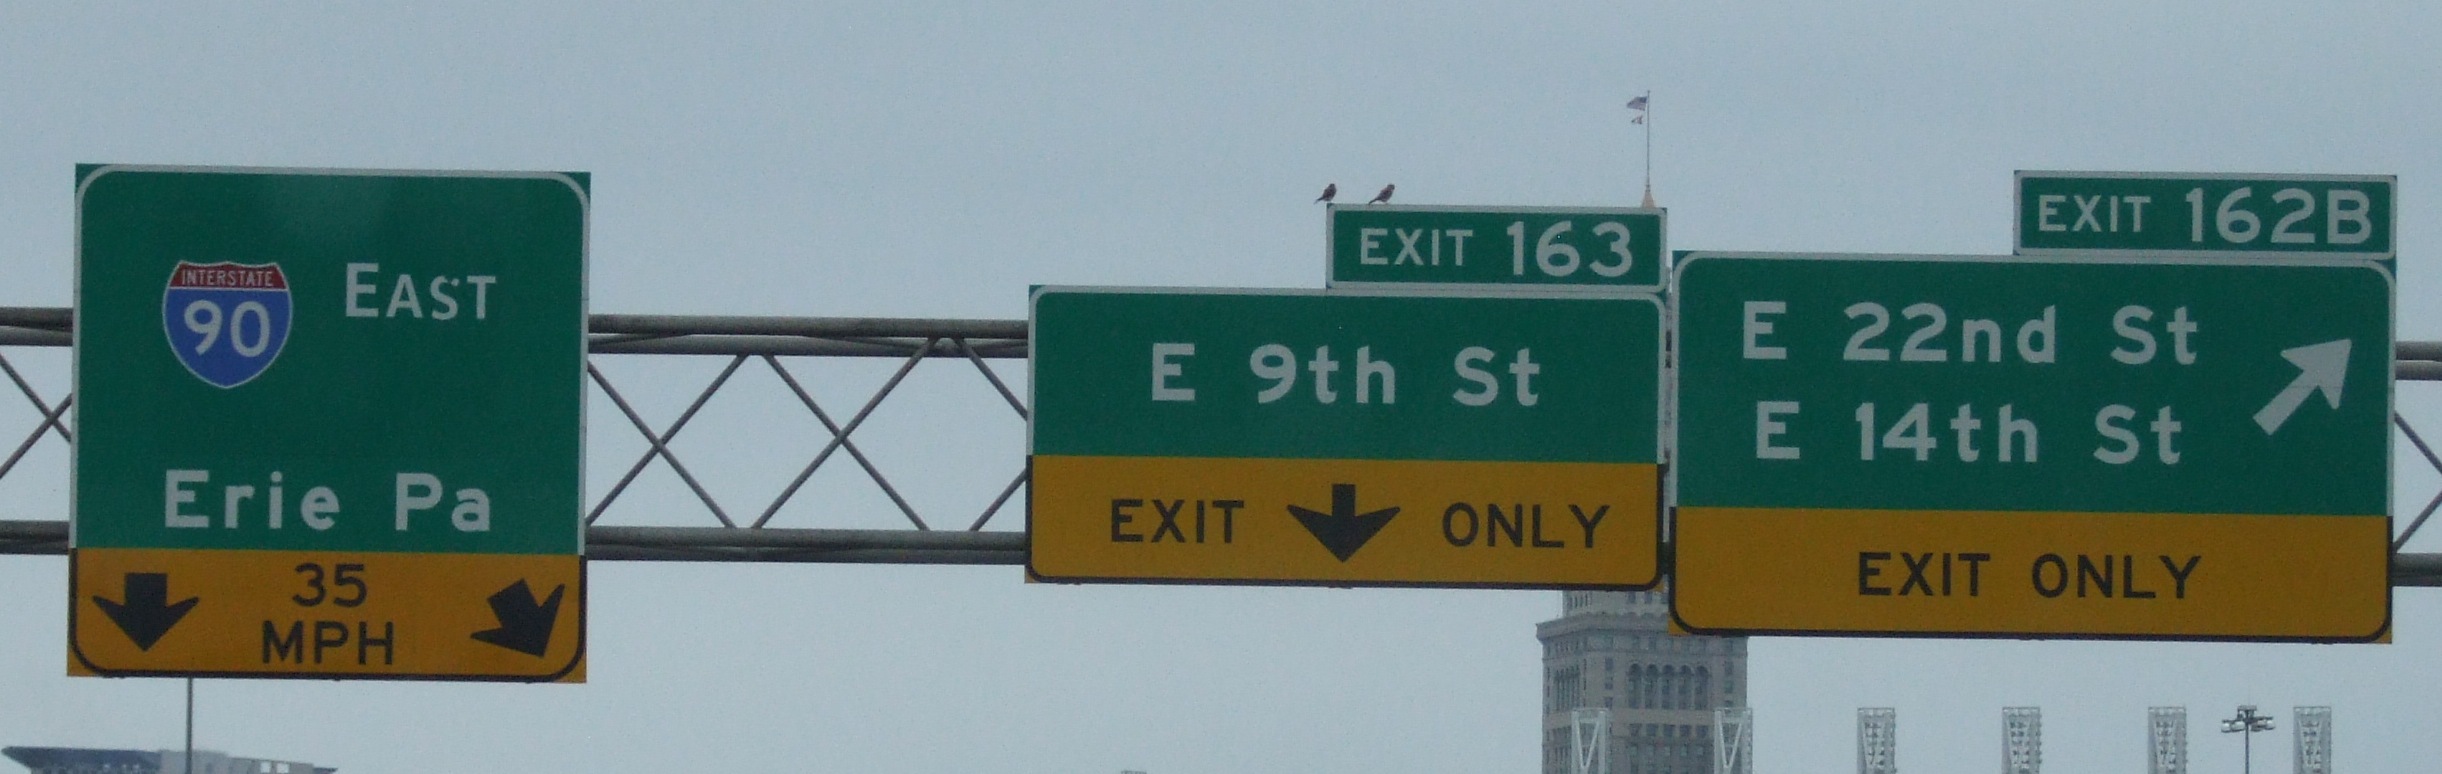 INTERSTATE
90
EAST
Erie Pa
35
MPH
EXIT 163
E 9th St
EXIT ONLY
EXIT 162B
E 22nd St
E 14th St
EXIT ONLY